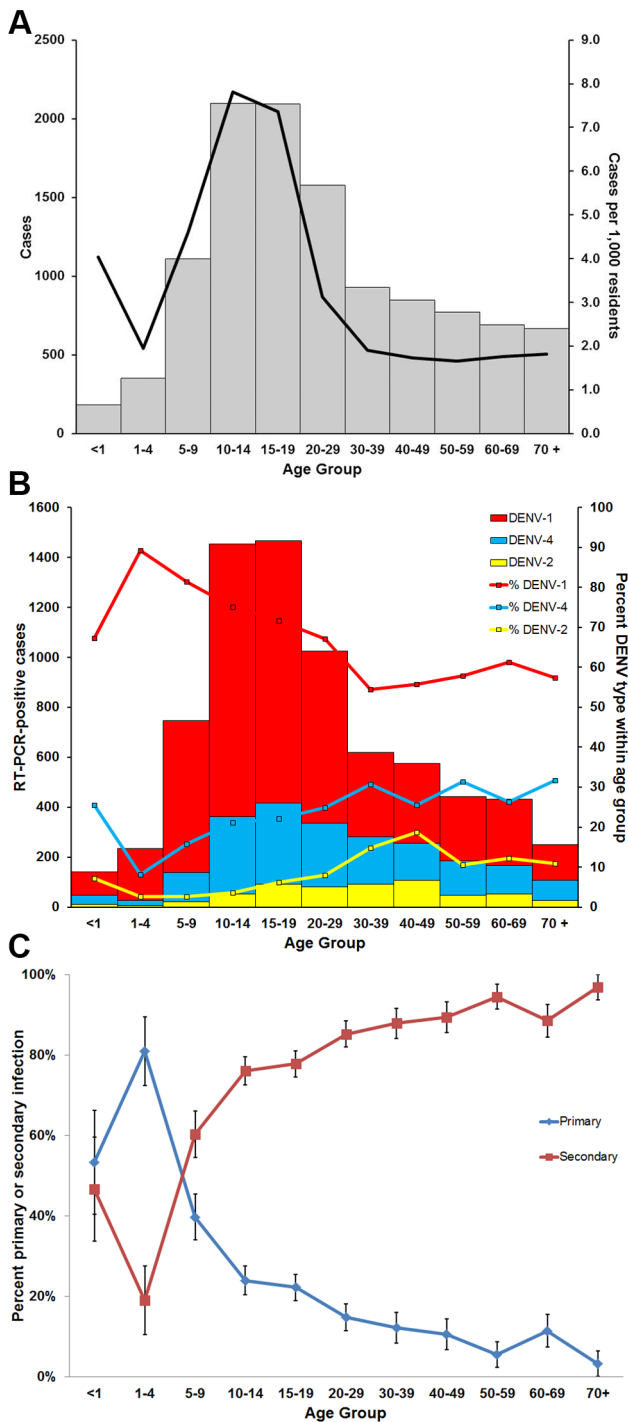 A
2500
2000
1500
1000
500
0
Cases
9.0
8.0
7.0
6.0
5.0
4.0
3.0
2.0
1.0
0.0
Cases per 1,000 residents
<1 1-4 5-9 10-14 15-19 20-29 30-39 40-49 50-59 60-69 70 +
Age Group
B
1600
1400
1200
1000
800
600
400
200
0
RT-PCR-positive cases
DENV-1
DENV-4
DENV-2
% DENV-1
% DENV-4
% DENV-2
100
90
80
70
60
50
40
30
20
10
0
Percent DENV type within age group
<1 1-4 5-9 10-14 15-19 20-29 30-39 40-49 50-59 60-69 70 +
Age Group
C
100%
80%
60%
40%
20%
0%
Percent primary or secondary infection
Primary
Secondary
<1 1-4 5-9 10-14 15-19 20-29 30-39 40-49 50-59 60-69 70+
Age Group